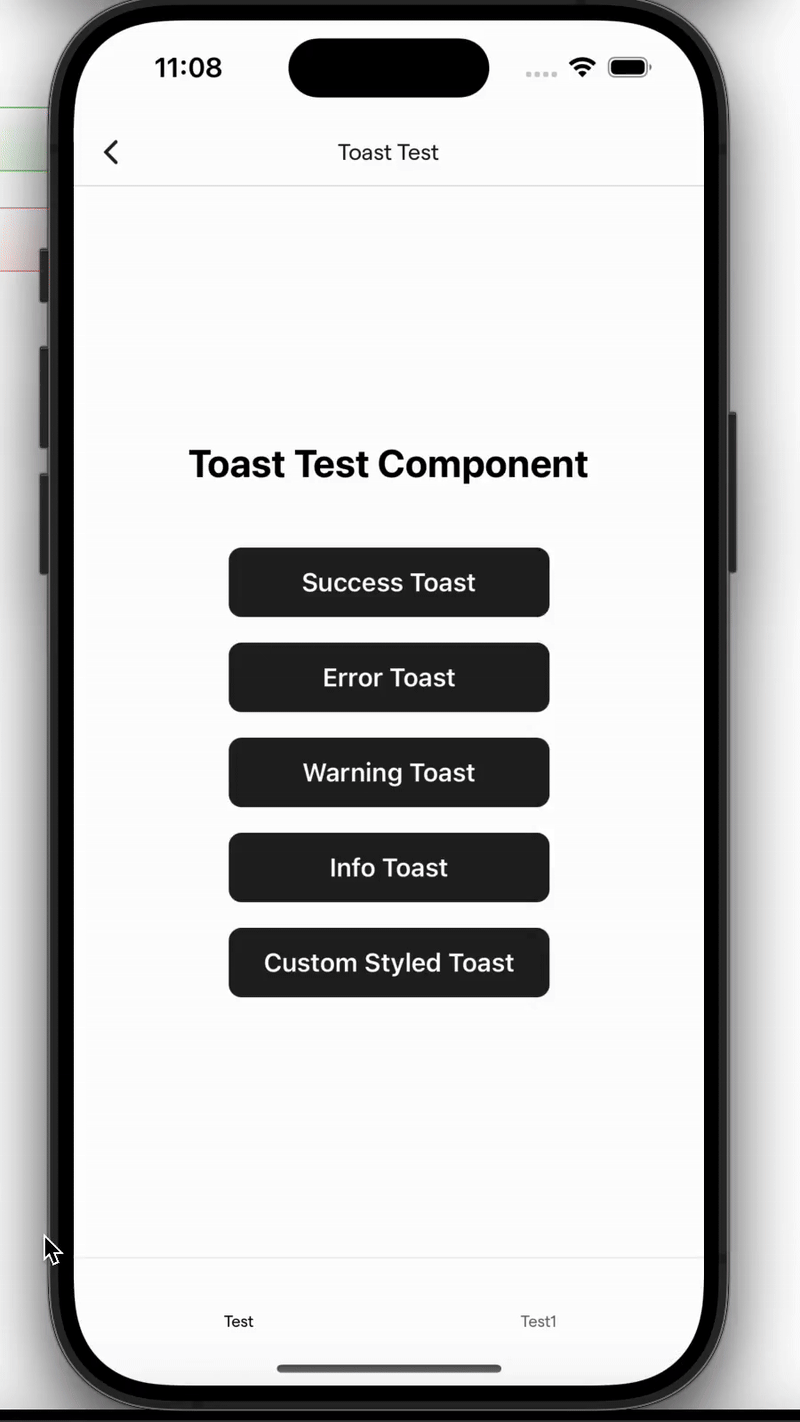 11:08
Toast Test
Toast Test Component
Success Toast
Error Toast
Warning Toast
Info Toast
Custom Styled Toast
Test
Test1